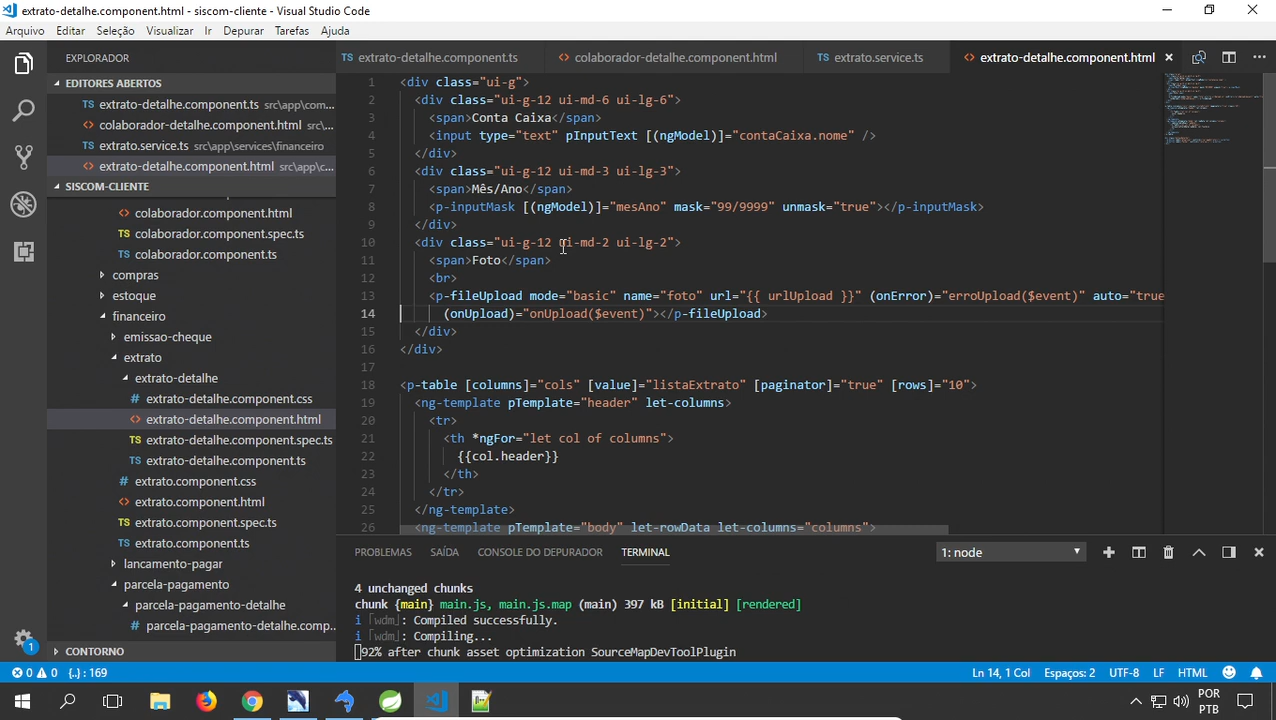 extrato-detalhe.component.html - siscom-cliente - Visual Studio Code
Arquivo Editar Seleção Visualizar Ir Depurar Tarefas Ajuda
EXPLORADOR
EDITORES ABERTOS
TS extrato-detalhe.component.ts src\app\com...
<> colaborador-detalhe.component.html src\...
TS extrato.service.ts src\app\services\financeiro
<> extrato-detalhe.component.html src\app\c...
SISCOM-CLIENTE
<> colaborador.component.html
TS colaborador.component.spec.ts
TS colaborador.component.ts
compras
estoque
financeiro
emissao-cheque
extrato
extrato-detalhe
# extrato-detalhe.component.css
<> extrato-detalhe.component.html
TS extrato-detalhe.component.spec.ts
TS extrato-detalhe.component.ts
# extrato.component.css
<> extrato.component.html
TS extrato.component.spec.ts
TS extrato.component.ts
lancamento-pagar
parcela-pagamento
parcela-pagamento-detalhe
# parcela-pagamento-detalhe.comp...
CONTORNO
TS extrato-detalhe.component.ts <> colaborador-detalhe.component.html TS extrato.service.ts <> extrato-detalhe.component.html
1 <div class="ui-g">
2 <div class="ui-g-12 ui-md-6 ui-lg-6">
3 <span>Conta Caixa</span>
4 <input type="text" pInputText [(ngModel)]="contaCaixa.nome" />
5 </div>
6 <div class="ui-g-12 ui-md-3 ui-lg-3">
7 <span>Mês/Ano</span>
8 <p-inputMask [(ngModel)]="mesAno" mask="99/9999" unmask="true"></p-inputMask>
9 </div>
10 <div class="ui-g-12 ui-md-2 ui-lg-2">
11 <span>Foto</span>
12 <br>
13 <p-fileUpload mode="basic" name="foto" url="{{ urlUpload }}" (onError)="erroUpload($event)" auto="true
14 (onUpload)="onUpload($event)"></p-fileUpload>
15 </div>
16 </div>
17
18 <p-table [columns]="cols" [value]="listaExtrato" [paginator]="true" [rows]="10">
19 <ng-template pTemplate="header" let-columns>
20 <tr>
21 <th *ngFor="let col of columns">
22 {{col.header}}
23 </th>
24 </tr>
25 </ng-template>
26 <ng-template pTemplate="body" let-rowData let-columns="columns">
PROBLEMAS SAÍDA CONSOLE DO DEPURADOR TERMINAL 1: node
4 unchanged chunks
chunk {main} main.js, main.js.map (main) 397 kB [initial] [rendered]
i ｢wdm｣: Compiled successfully.
i ｢wdm｣: Compiling...
92% after chunk asset optimization SourceMapDevToolPlugin
1
0 0 {..} : 169 Ln 14, 1 Col Espaços: 2 UTF-8 LF HTML
POR
PTB